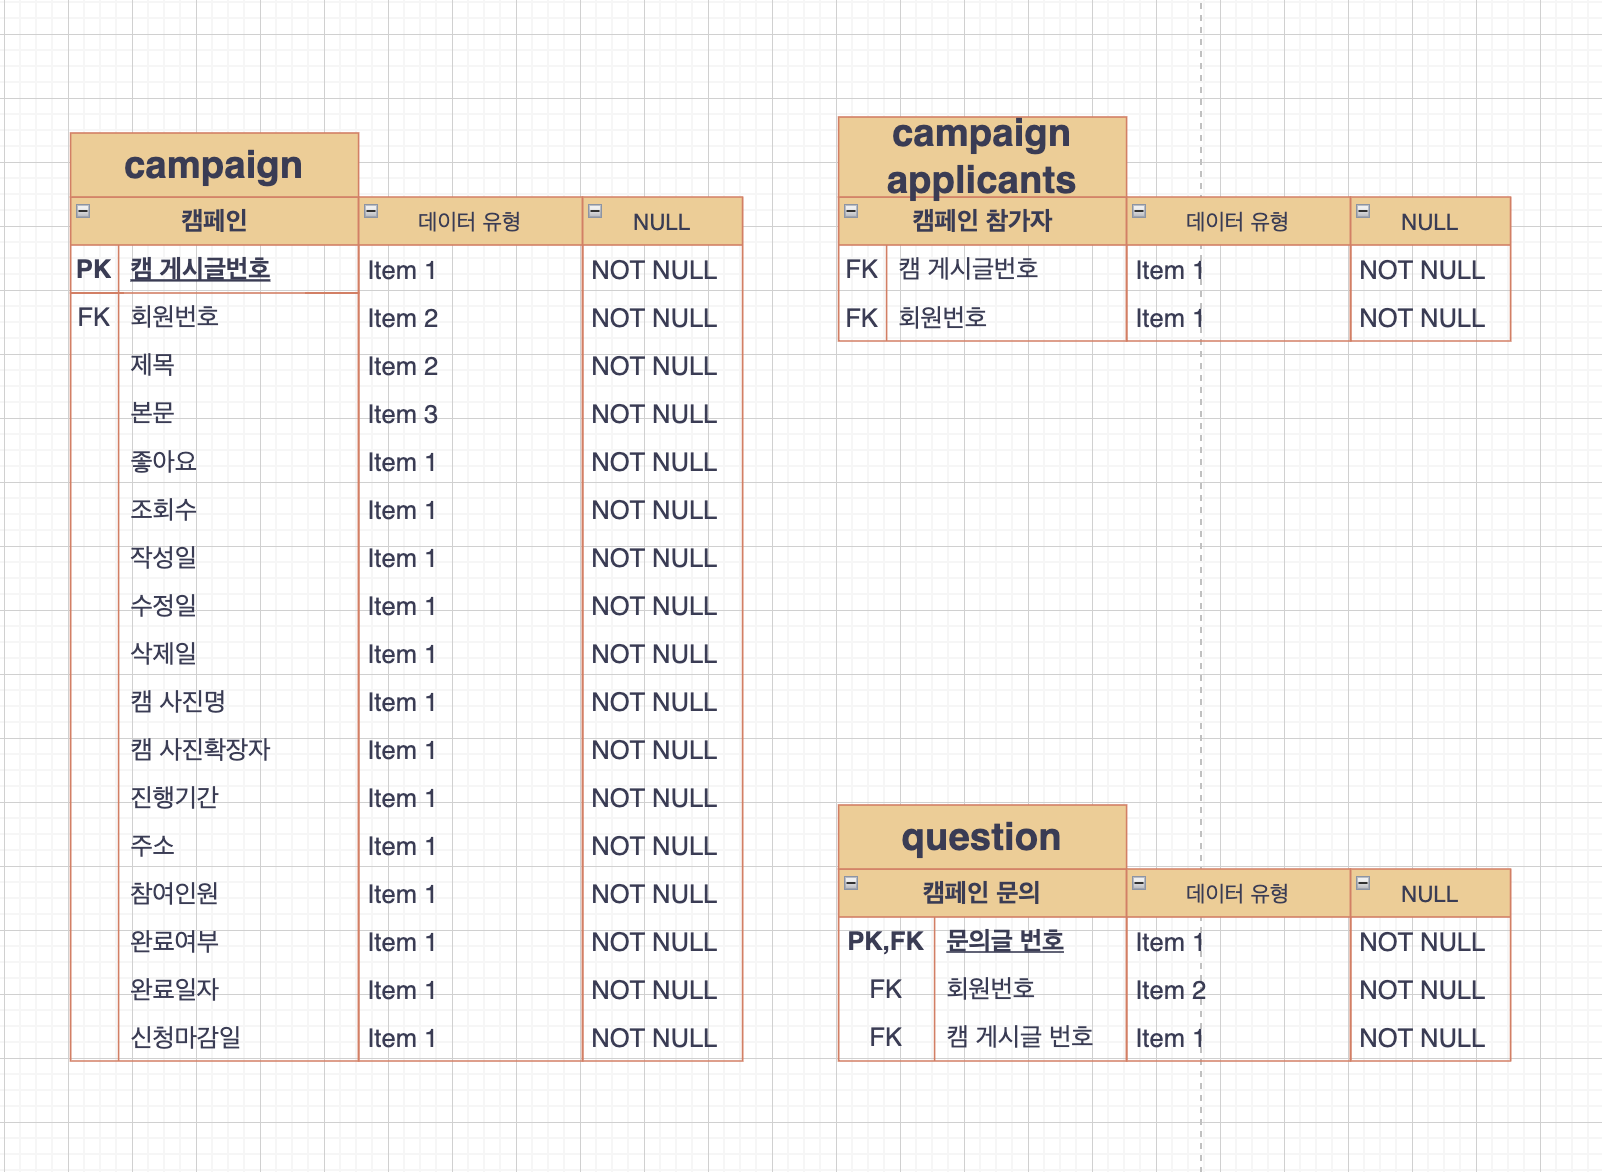 campaign
캠페인 데이터 유형 NULL
PK 캠 게시글번호 Item 1 NOT NULL
FK 회원번호 Item 2 NOT NULL
제목 Item 2 NOT NULL
본문 Item 3 NOT NULL
좋아요 Item 1 NOT NULL
조회수 Item 1 NOT NULL
작성일 Item 1 NOT NULL
수정일 Item 1 NOT NULL
삭제일 Item 1 NOT NULL
캠 사진명 Item 1 NOT NULL
캠 사진확장자 Item 1 NOT NULL
진행기간 Item 1 NOT NULL
주소 Item 1 NOT NULL
참여인원 Item 1 NOT NULL
완료여부 Item 1 NOT NULL
완료일자 Item 1 NOT NULL
신청마감일 Item 1 NOT NULL
campaign
applicants
캠페인 참가자 데이터 유형 NULL
FK 캠 게시글번호 Item 1 NOT NULL
FK 회원번호 Item 1 NOT NULL
question
캠페인 문의 데이터 유형 NULL
PK,FK 문의글 번호 Item 1 NOT NULL
FK 회원번호 Item 2 NOT NULL
FK 캠 게시글 번호 Item 1 NOT NULL